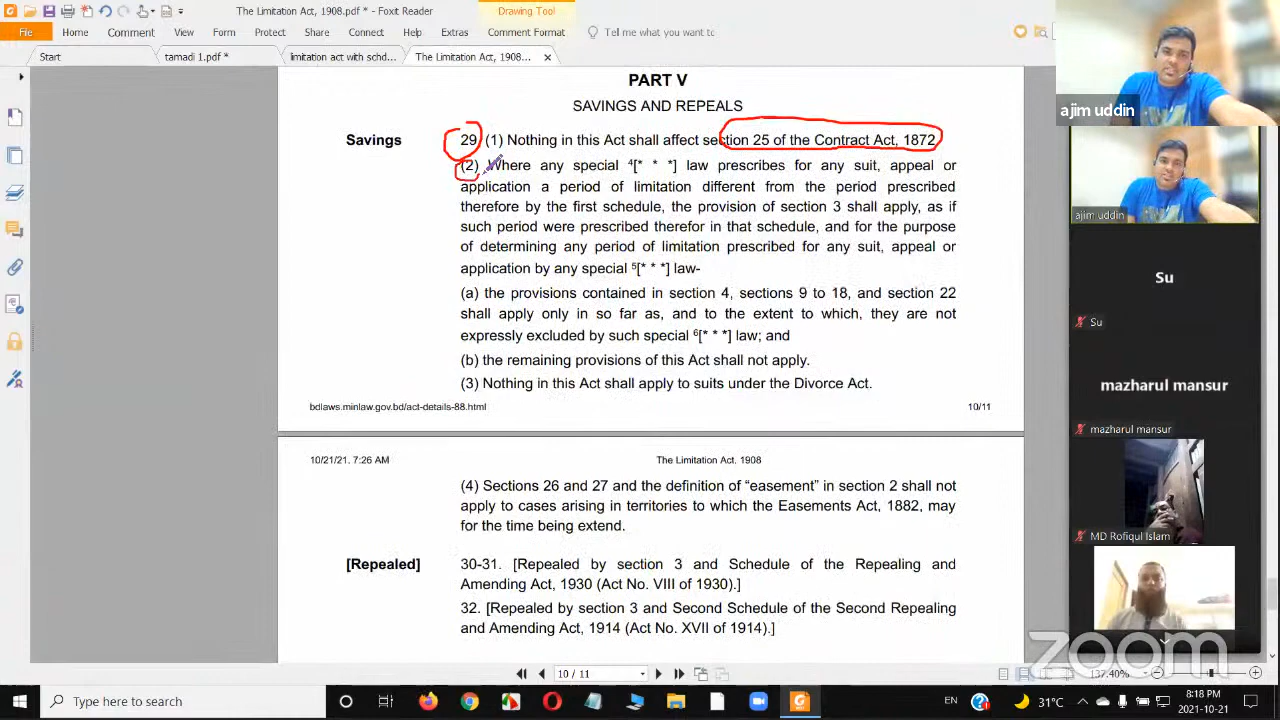 The Limitation Act, 1908.pdf * - Foxit Reader
Drawing Tool
File Home Comment View Form Protect Share Connect Help Extras Comment Format Tell me what you want to
Start tamadi 1.pdf * limitation act with schd... The Limitation Act, 1908...
PART V
SAVINGS AND REPEALS
Savings 29. (1) Nothing in this Act shall affect section 25 of the Contract Act, 1872
(2) Where any special 4[* * *] law prescribes for any suit, appeal or
application a period of limitation different from the period prescribed
therefore by the first schedule, the provision of section 3 shall apply, as if
such period were prescribed therefor in that schedule, and for the purpose
of determining any period of limitation prescribed for any suit, appeal or
application by any special 5[* * *] law-
(a) the provisions contained in section 4, sections 9 to 18, and section 22
shall apply only in so far as, and to the extent to which, they are not
expressly excluded by such special 6[* * *] law; and
(b) the remaining provisions of this Act shall not apply.
(3) Nothing in this Act shall apply to suits under the Divorce Act.
bdlaws.minlaw.gov.bd/act-details-88.html 10/11
10/21/21, 7:26 AM The Limitation Act, 1908
(4) Sections 26 and 27 and the definition of “easement” in section 2 shall not
apply to cases arising in territories to which the Easements Act, 1882, may
for the time being extend.
[Repealed] 30-31. [Repealed by section 3 and Schedule of the Repealing and
Amending Act, 1930 (Act No. VIII of 1930).]
32. [Repealed by section 3 and Second Schedule of the Second Repealing
and Amending Act, 1914 (Act No. XVII of 1914).]
10 / 11
137.40%
ajim uddin
ajim uddin
Su
Su
mazharul mansur
mazharul mansur
MD Rofiqul Islam
zoom
Type here to search
EN 31°C 8:18 PM
2021-10-21